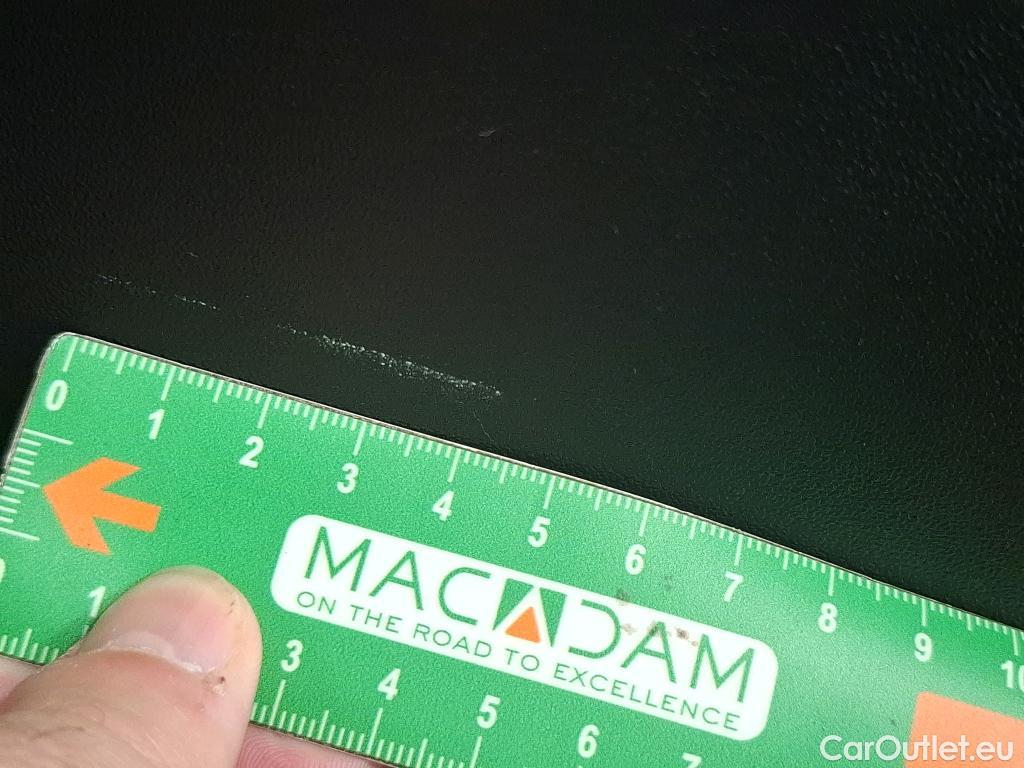 0 1 2 3 4 5 6 7 8 9 10
MACADAM
ON THE ROAD TO EXCELLENCE
1 3 4 5 6
CarOutlet.eu